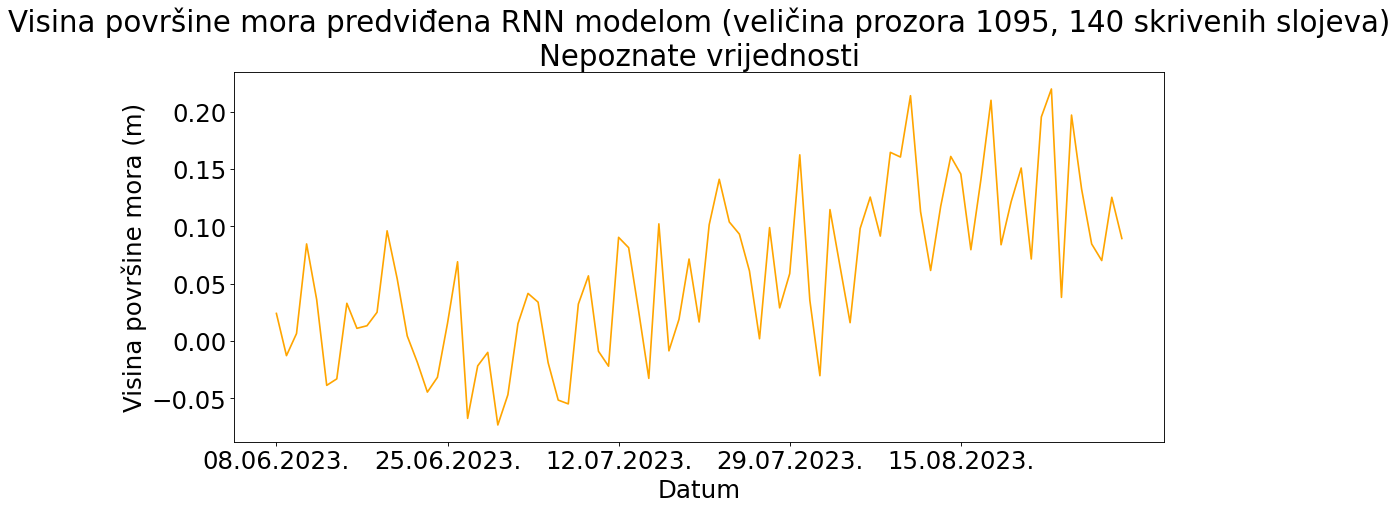 Visina površine mora predviđena RNN modelom (veličina prozora 1095, 140 skrivenih slojeva)
Nepoznate vrijednosti
Visina površine mora (m)
0.20
0.15
0.10
0.05
0.00
−0.05
08.06.2023. 25.06.2023. 12.07.2023. 29.07.2023. 15.08.2023.
Datum